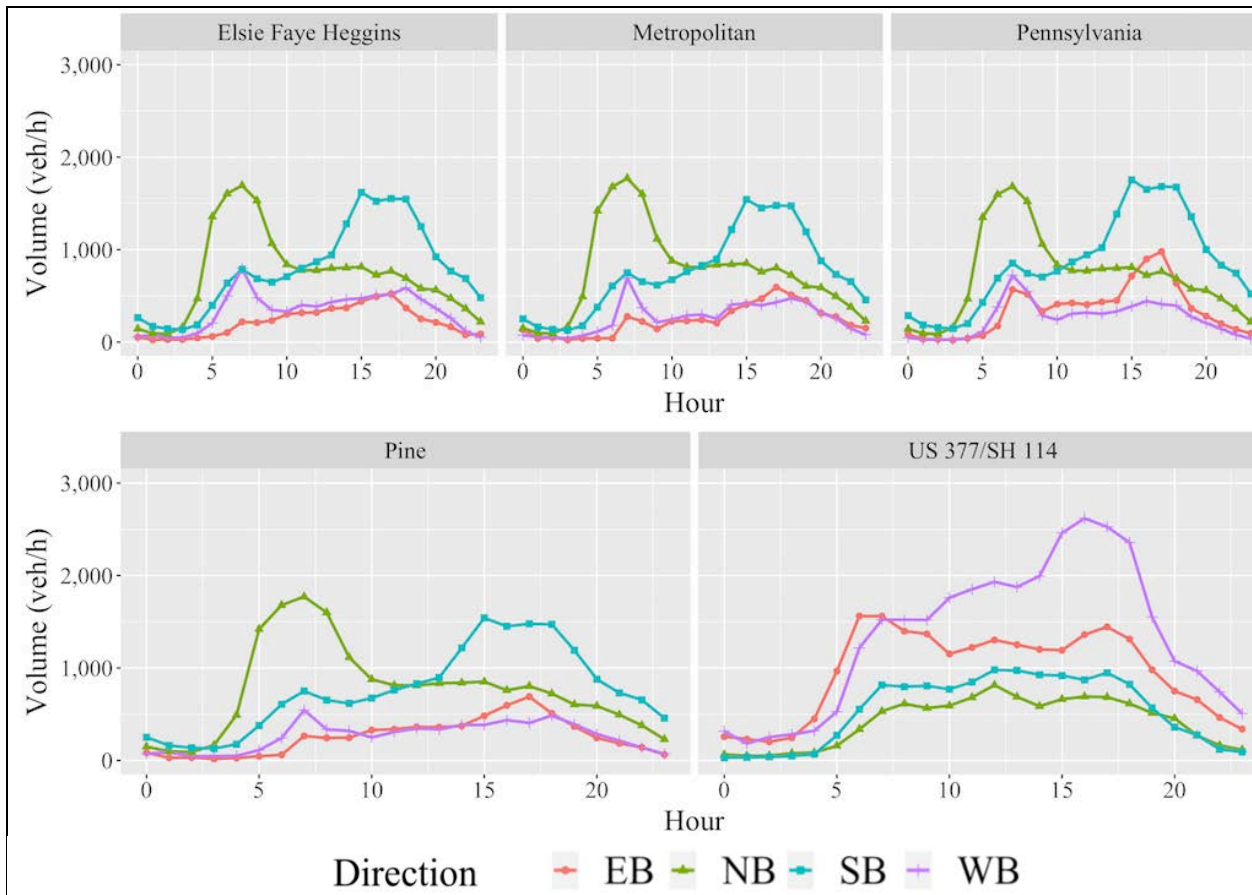 Elsie Faye Heggins Metropolitan Pennsylvania
Volume (veh/h)
3,000
2,000
1,000
0
0 5 10 15 20 0 5 10 15 20 0 5 10 15 20
Hour
Pine US 377/SH 114
Volume (veh/h)
3,000
2,000
1,000
0
0 5 10 15 20 0 5 10 15 20
Hour
Direction EB NB SB WB